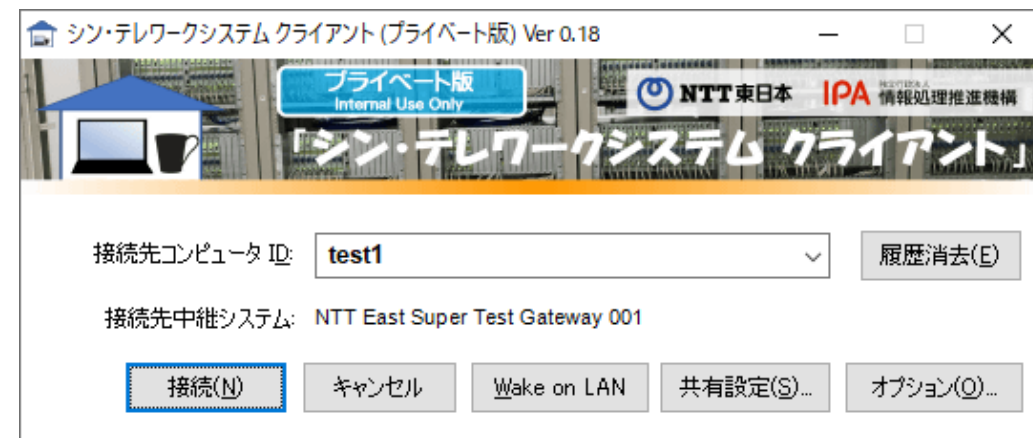 シン・テレワークシステム クライアント (プライベート版) Ver 0.18
プライベート版
Internal Use Only
NTT東日本
IPA 独立行政法人 情報処理推進機構
「シン・テレワークシステム クライアント」
接続先コンピュータ ID:
test1
履歴消去(E)
接続先中継システム:
NTT East Super Test Gateway 001
接続(N)
キャンセル
Wake on LAN
共有設定(S)...
オプション(O)...